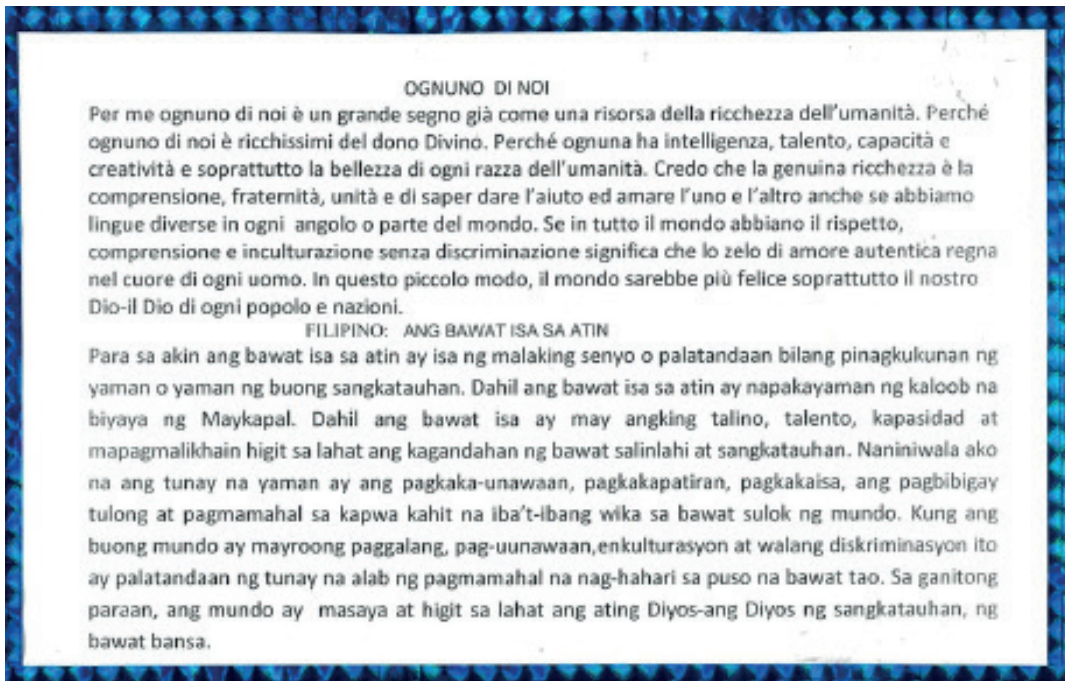 OGNUNO DI NOI
Per me ognuno di noi è un grande segno già come una risorsa della ricchezza dell'umanità. Perché
ognuno di noi è ricchissimi del dono Divino. Perché ognuna ha intelligenza, talento, capacità e
creatività e soprattutto la bellezza di ogni razza dell'umanità. Credo che la genuina ricchezza è la
comprensione, fraternità, unità e di saper dare l'aiuto ed amare l'uno e l'altro anche se abbiamo
lingue diverse in ogni angolo o parte del mondo. Se in tutto il mondo abbiano il rispetto,
comprensione e inculturazione senza discriminazione significa che lo zelo di amore autentica regna
nel cuore di ogni uomo. In questo piccolo modo, il mondo sarebbe più felice soprattutto il nostro
Dio-il Dio di ogni popolo e nazioni.
FILIPINO: ANG BAWAT ISA SA ATIN
Para sa akin ang bawat isa sa atin ay isa ng malaking senyo o palatandaan bilang pinagkukunan ng
yaman o yaman ng buong sangkatauhan. Dahil ang bawat isa sa atin ay napakayaman ng kaloob na
biyaya ng Maykapal. Dahil ang bawat isa ay may angking talino, talento, kapasidad at
mapagmalikhain higit sa lahat ang kagandahan ng bawat salinlahi at sangkatauhan. Naniniwala ako
na ang tunay na yaman ay ang pagkaka-unawaan, pagkakapatiran, pagkakaisa, ang pagbibigay
tulong at pagmamahal sa kapwa kahit na iba't-ibang wika sa bawat sulok ng mundo. Kung ang
buong mundo ay mayroong paggalang, pag-uunawaan,enkulturasyon at walang diskriminasyon ito
ay palatandaan ng tunay na alab ng pagmamahal na nag-hahari sa puso na bawat tao. Sa ganitong
paraan, ang mundo ay masaya at higit sa lahat ang ating Diyos-ang Diyos ng sangkatauhan, ng
bawat bansa.